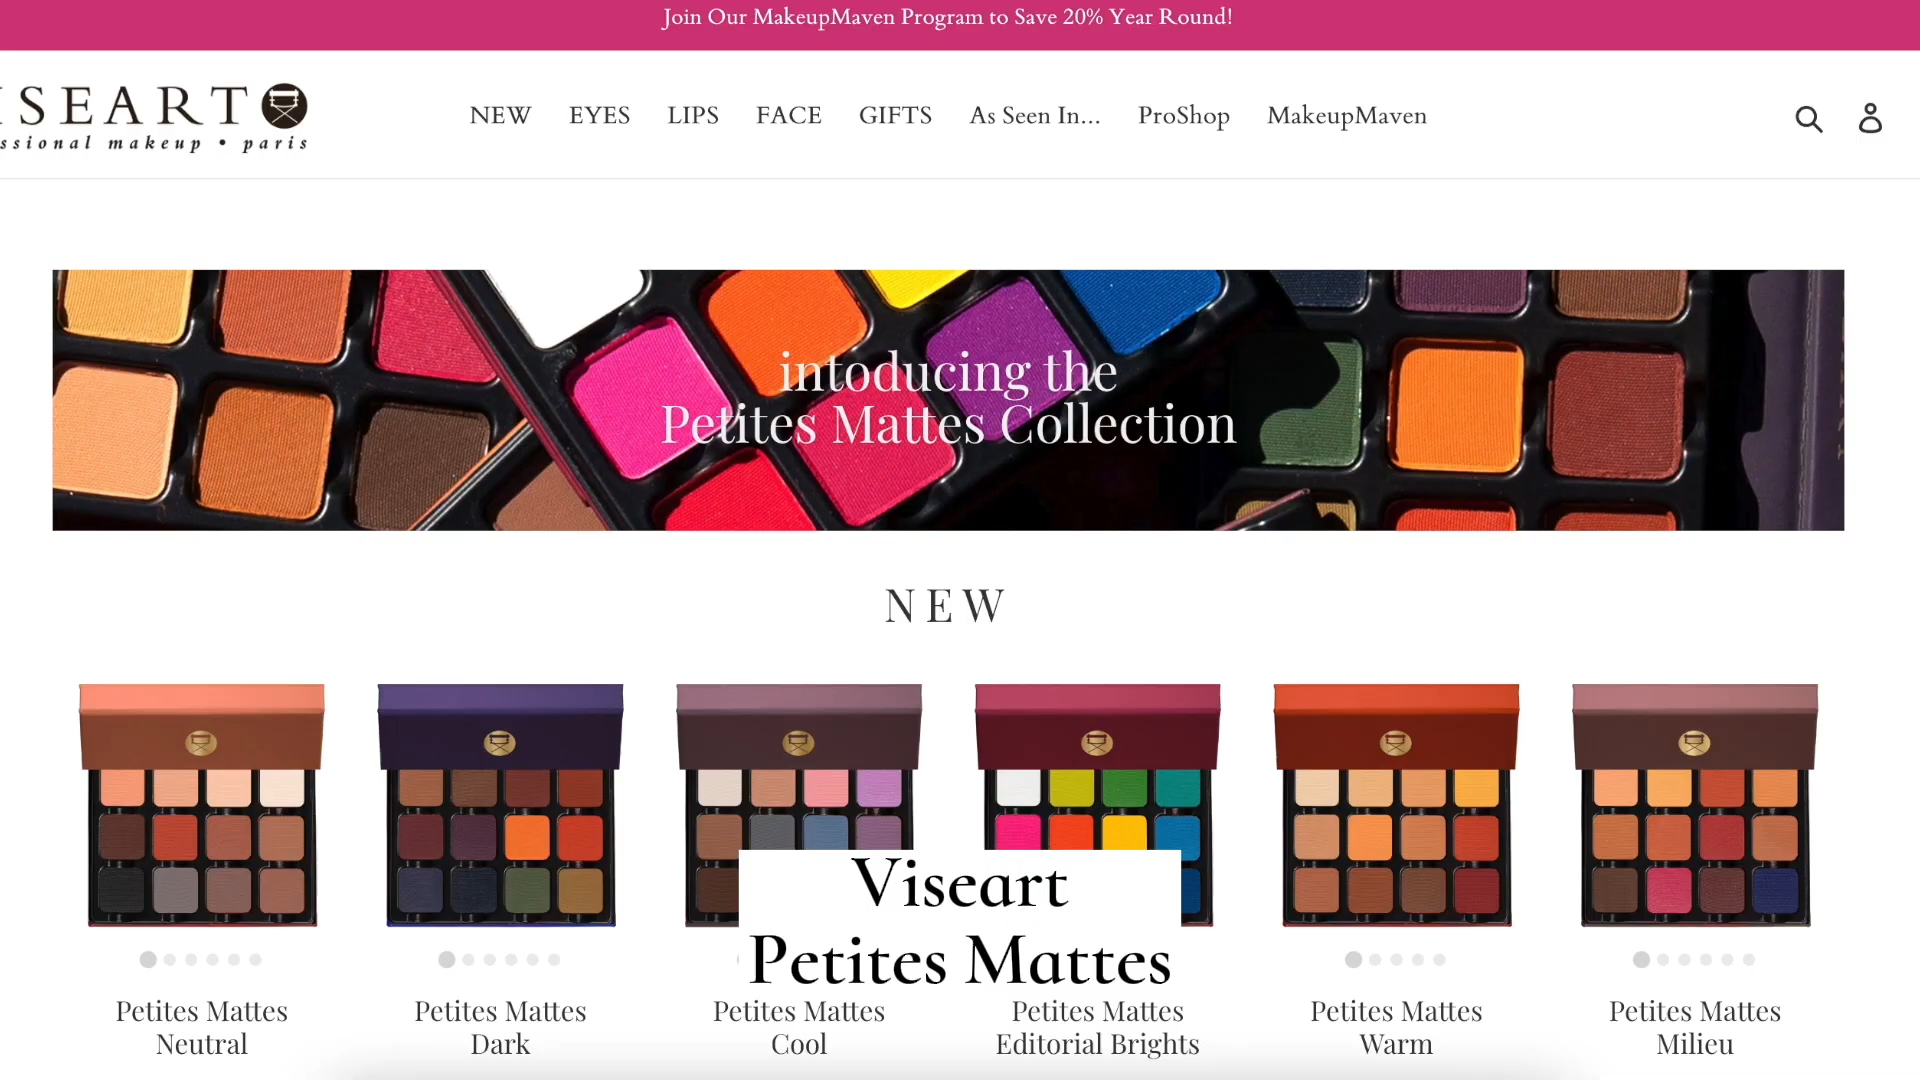 Join Our MakeupMaven Program to Save 20% Year Round!
ISEART
ssional makeup • paris
NEW EYES LIPS FACE GIFTS As Seen In... ProShop MakeupMaven
intoducing the
Petites Mattes Collection
NEW
Viseart
Petites Mattes
Petites Mattes
Neutral
Petites Mattes
Dark
Petites Mattes
Cool
Petites Mattes
Editorial Brights
Petites Mattes
Warm
Petites Mattes
Milieu